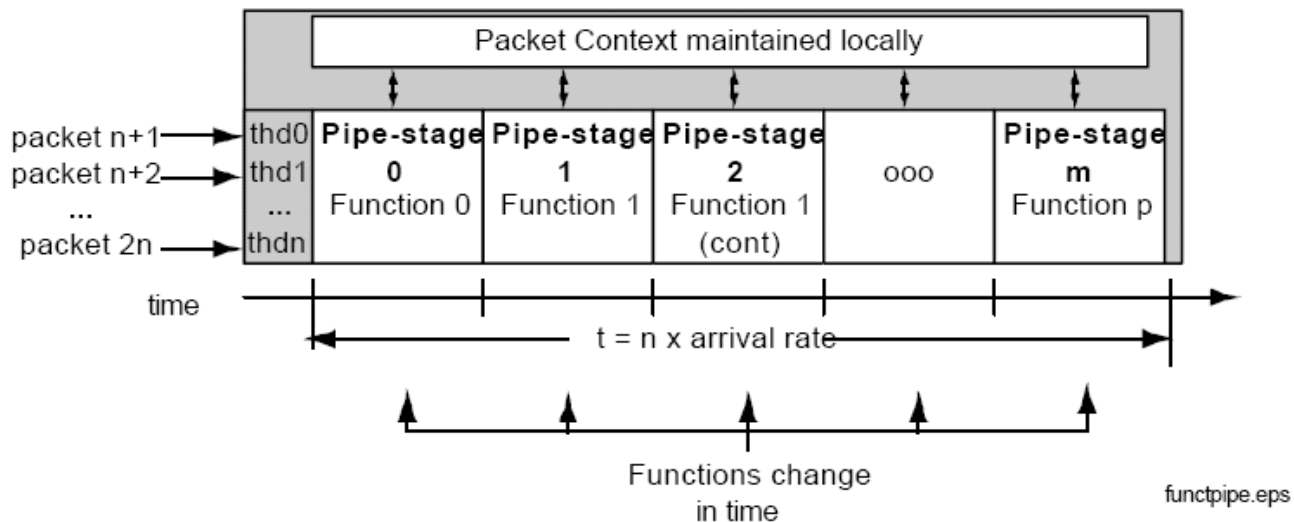 Packet Context maintained locally
packet n+1 thd0 Pipe-stage Pipe-stage Pipe-stage Pipe-stage
packet n+2 thd1 0 1 2 ooo m
... ... Function 0 Function 1 Function 1 Function p
packet 2n thdn (cont)
time
t = n x arrival rate
Functions change
in time
functpipe.eps